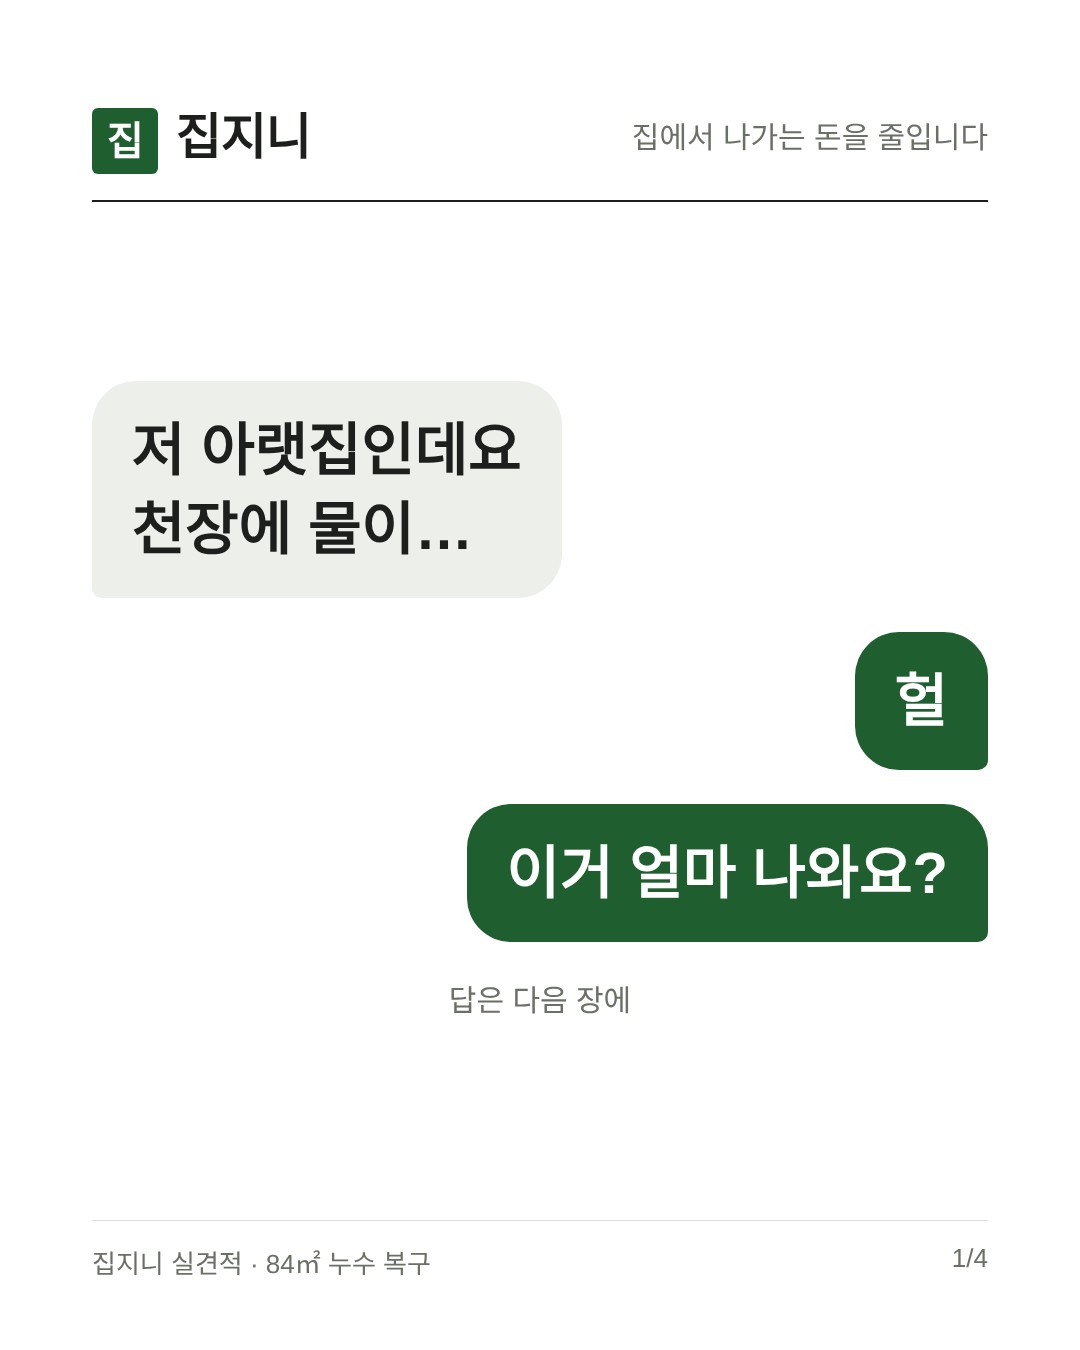 집 집지니
집에서 나가는 돈을 줄입니다
저 아랫집인데요
천장에 물이...
헐
이거 얼마 나와요?
답은 다음 장에
집지니 실견적 · 84㎡ 누수 복구
1/4